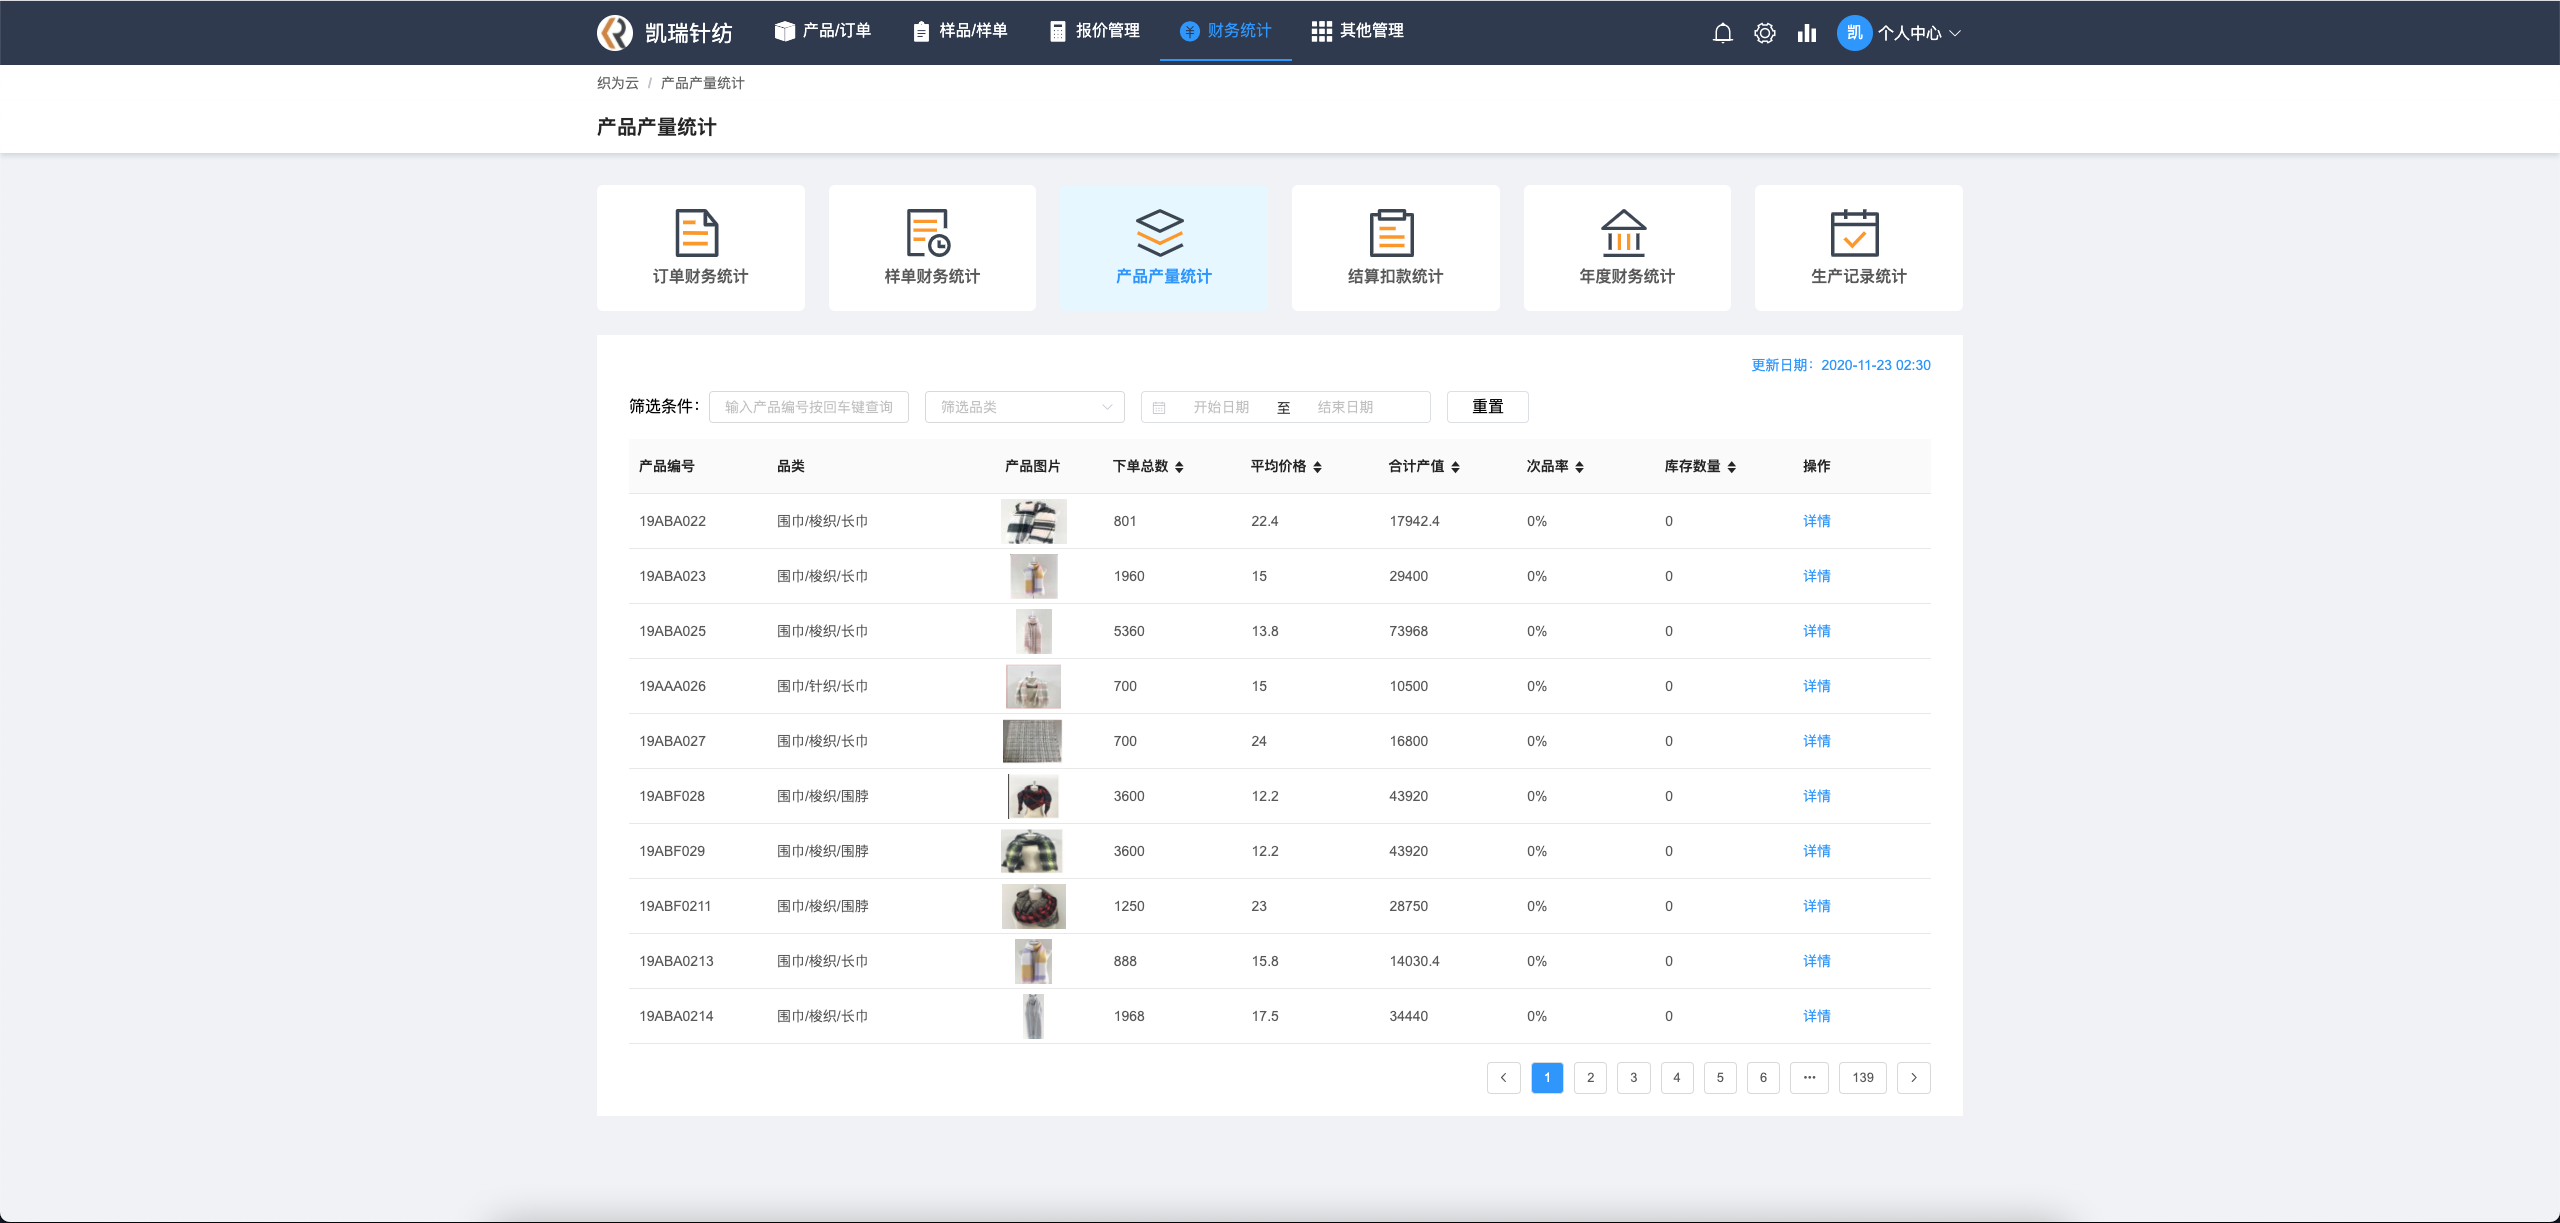 凯瑞针纺 产品/订单 样品/样单 报价管理 财务统计 其他管理 凯 个人中心
织为云 / 产品产量统计
产品产量统计
订单财务统计 样单财务统计 产品产量统计 结算扣款统计 年度财务统计 生产记录统计
更新日期：2020-11-23 02:30
筛选条件： 输入产品编号按回车键查询 筛选品类 开始日期 至 结束日期 重置
产品编号 品类 产品图片 下单总数 平均价格 合计产值 次品率 库存数量 操作
19ABA022 围巾/梭织/长巾 801 22.4 17942.4 0% 0 详情
19ABA023 围巾/梭织/长巾 1960 15 29400 0% 0 详情
19ABA025 围巾/梭织/长巾 5360 13.8 73968 0% 0 详情
19AAA026 围巾/针织/长巾 700 15 10500 0% 0 详情
19ABA027 围巾/梭织/长巾 700 24 16800 0% 0 详情
19ABF028 围巾/梭织/围脖 3600 12.2 43920 0% 0 详情
19ABF029 围巾/梭织/围脖 3600 12.2 43920 0% 0 详情
19ABF0211 围巾/梭织/围脖 1250 23 28750 0% 0 详情
19ABA0213 围巾/梭织/长巾 888 15.8 14030.4 0% 0 详情
19ABA0214 围巾/梭织/长巾 1968 17.5 34440 0% 0 详情
1 2 3 4 5 6 ··· 139